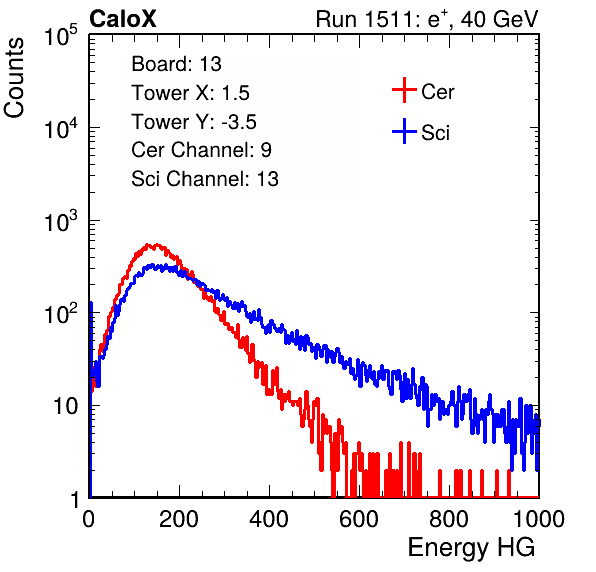 CaloX Run 1511: e⁺, 40 GeV
Counts
10⁵
10⁴
10³
10²
10
1
Board: 13
Tower X: 1.5
Tower Y: -3.5
Cer Channel: 9
Sci Channel: 13
Cer
Sci
0 200 400 600 800 1000
Energy HG